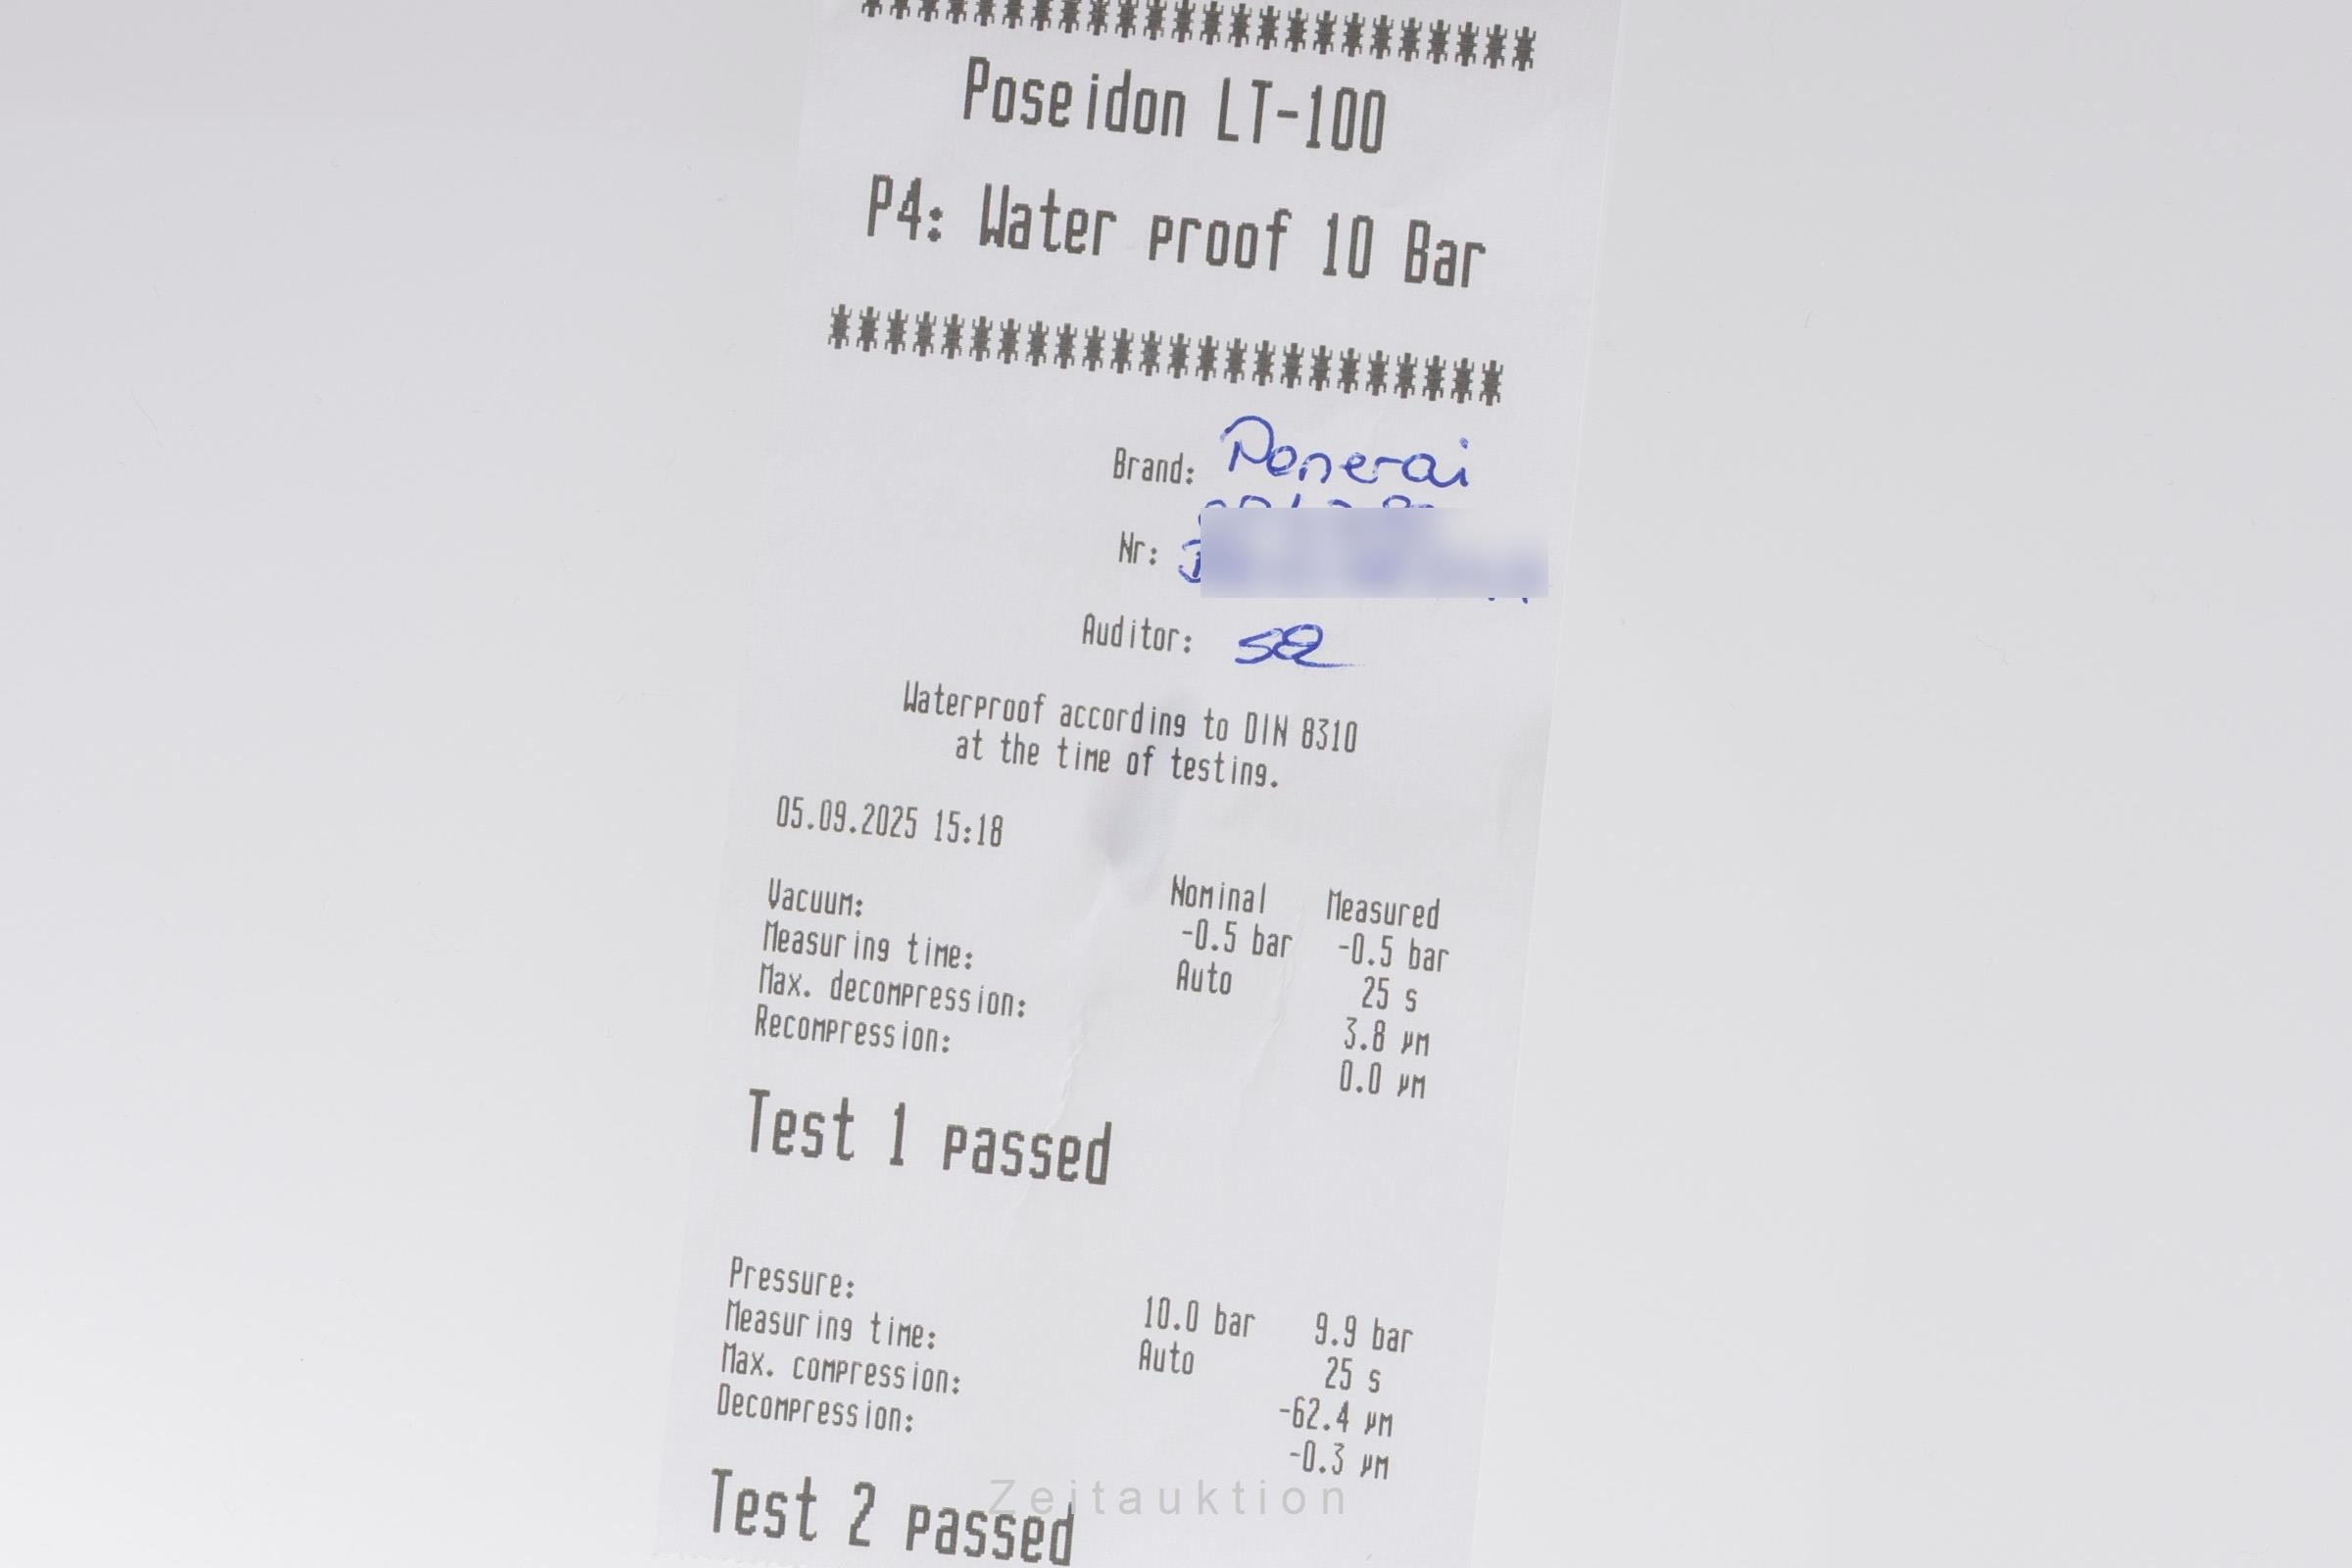 ************************
Poseidon LT-100
P4: Water proof 10 Bar
************************
Brand: Panerai
Nr:
Auditor:
Waterproof according to DIN 8310
at the time of testing.
05.09.2025 15:18
Nominal Measured
Vacuum: -0.5 bar -0.5 bar
Measuring time: Auto 25 s
Max. decompression: 3.8 µm
Recompression: 0.0 µm
Test 1 passed
Pressure: 10.0 bar 9.9 bar
Measuring time: Auto 25 s
Max. compression: -62.4 µm
Decompression: -0.3 µm
Test 2 passed
Zeitauktion